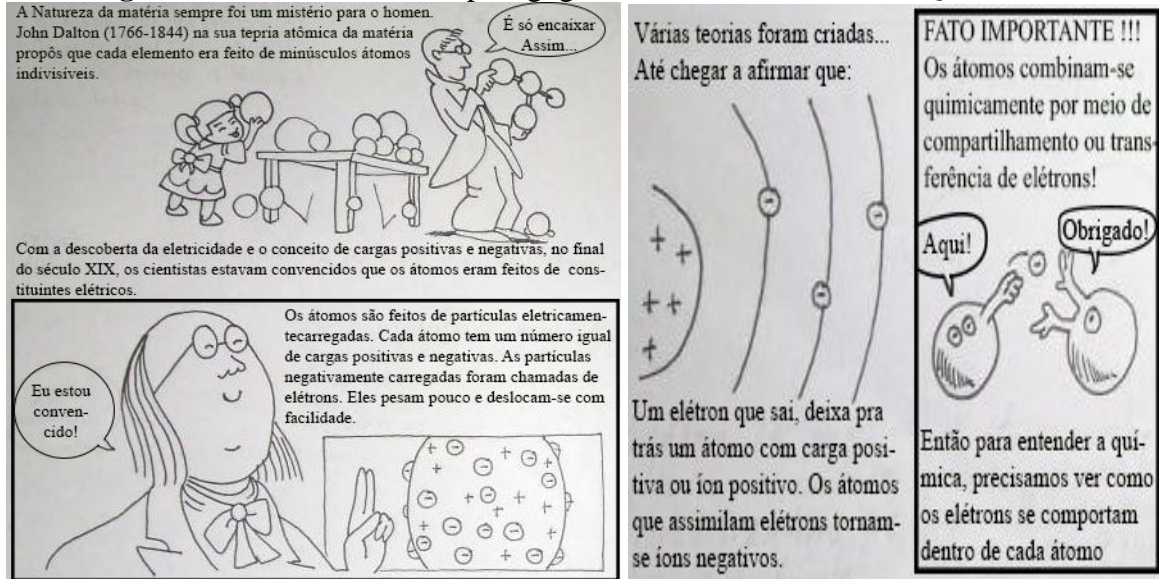 A Natureza da matéria sempre foi um mistério para o homen.
John Dalton (1766-1844) na sua tepria atômica da matéria
propôs que cada elemento era feito de minúsculos átomos
indivisíveis.
É só encaixar
Assim...
Com a descoberta da eletricidade e o conceito de cargas positivas e negativas, no final
do século XIX, os cientistas estavam convencidos que os átomos eram feitos de cons-
tituintes elétricos.
Os átomos são feitos de partículas eletricamen-
tecarregadas. Cada átomo tem um número igual
de cargas positivas e negativas. As partículas
negativamente carregadas foram chamadas de
elétrons. Eles pesam pouco e deslocam-se com
facilidade.
Eu estou
conven-
cido!
Várias teorias foram criadas...
Até chegar a afirmar que:
Um elétron que sai, deixa pra
trás um átomo com carga posi-
tiva ou íon positivo. Os átomos
que assimilam elétrons tornam-
se íons negativos.
FATO IMPORTANTE !!!
Os átomos combinam-se
quimicamente por meio de
compartilhamento ou trans-
ferência de elétrons!
Aqui!
Obrigado!
Então para entender a quí-
mica, precisamos ver como
os elétrons se comportam
dentro de cada átomo